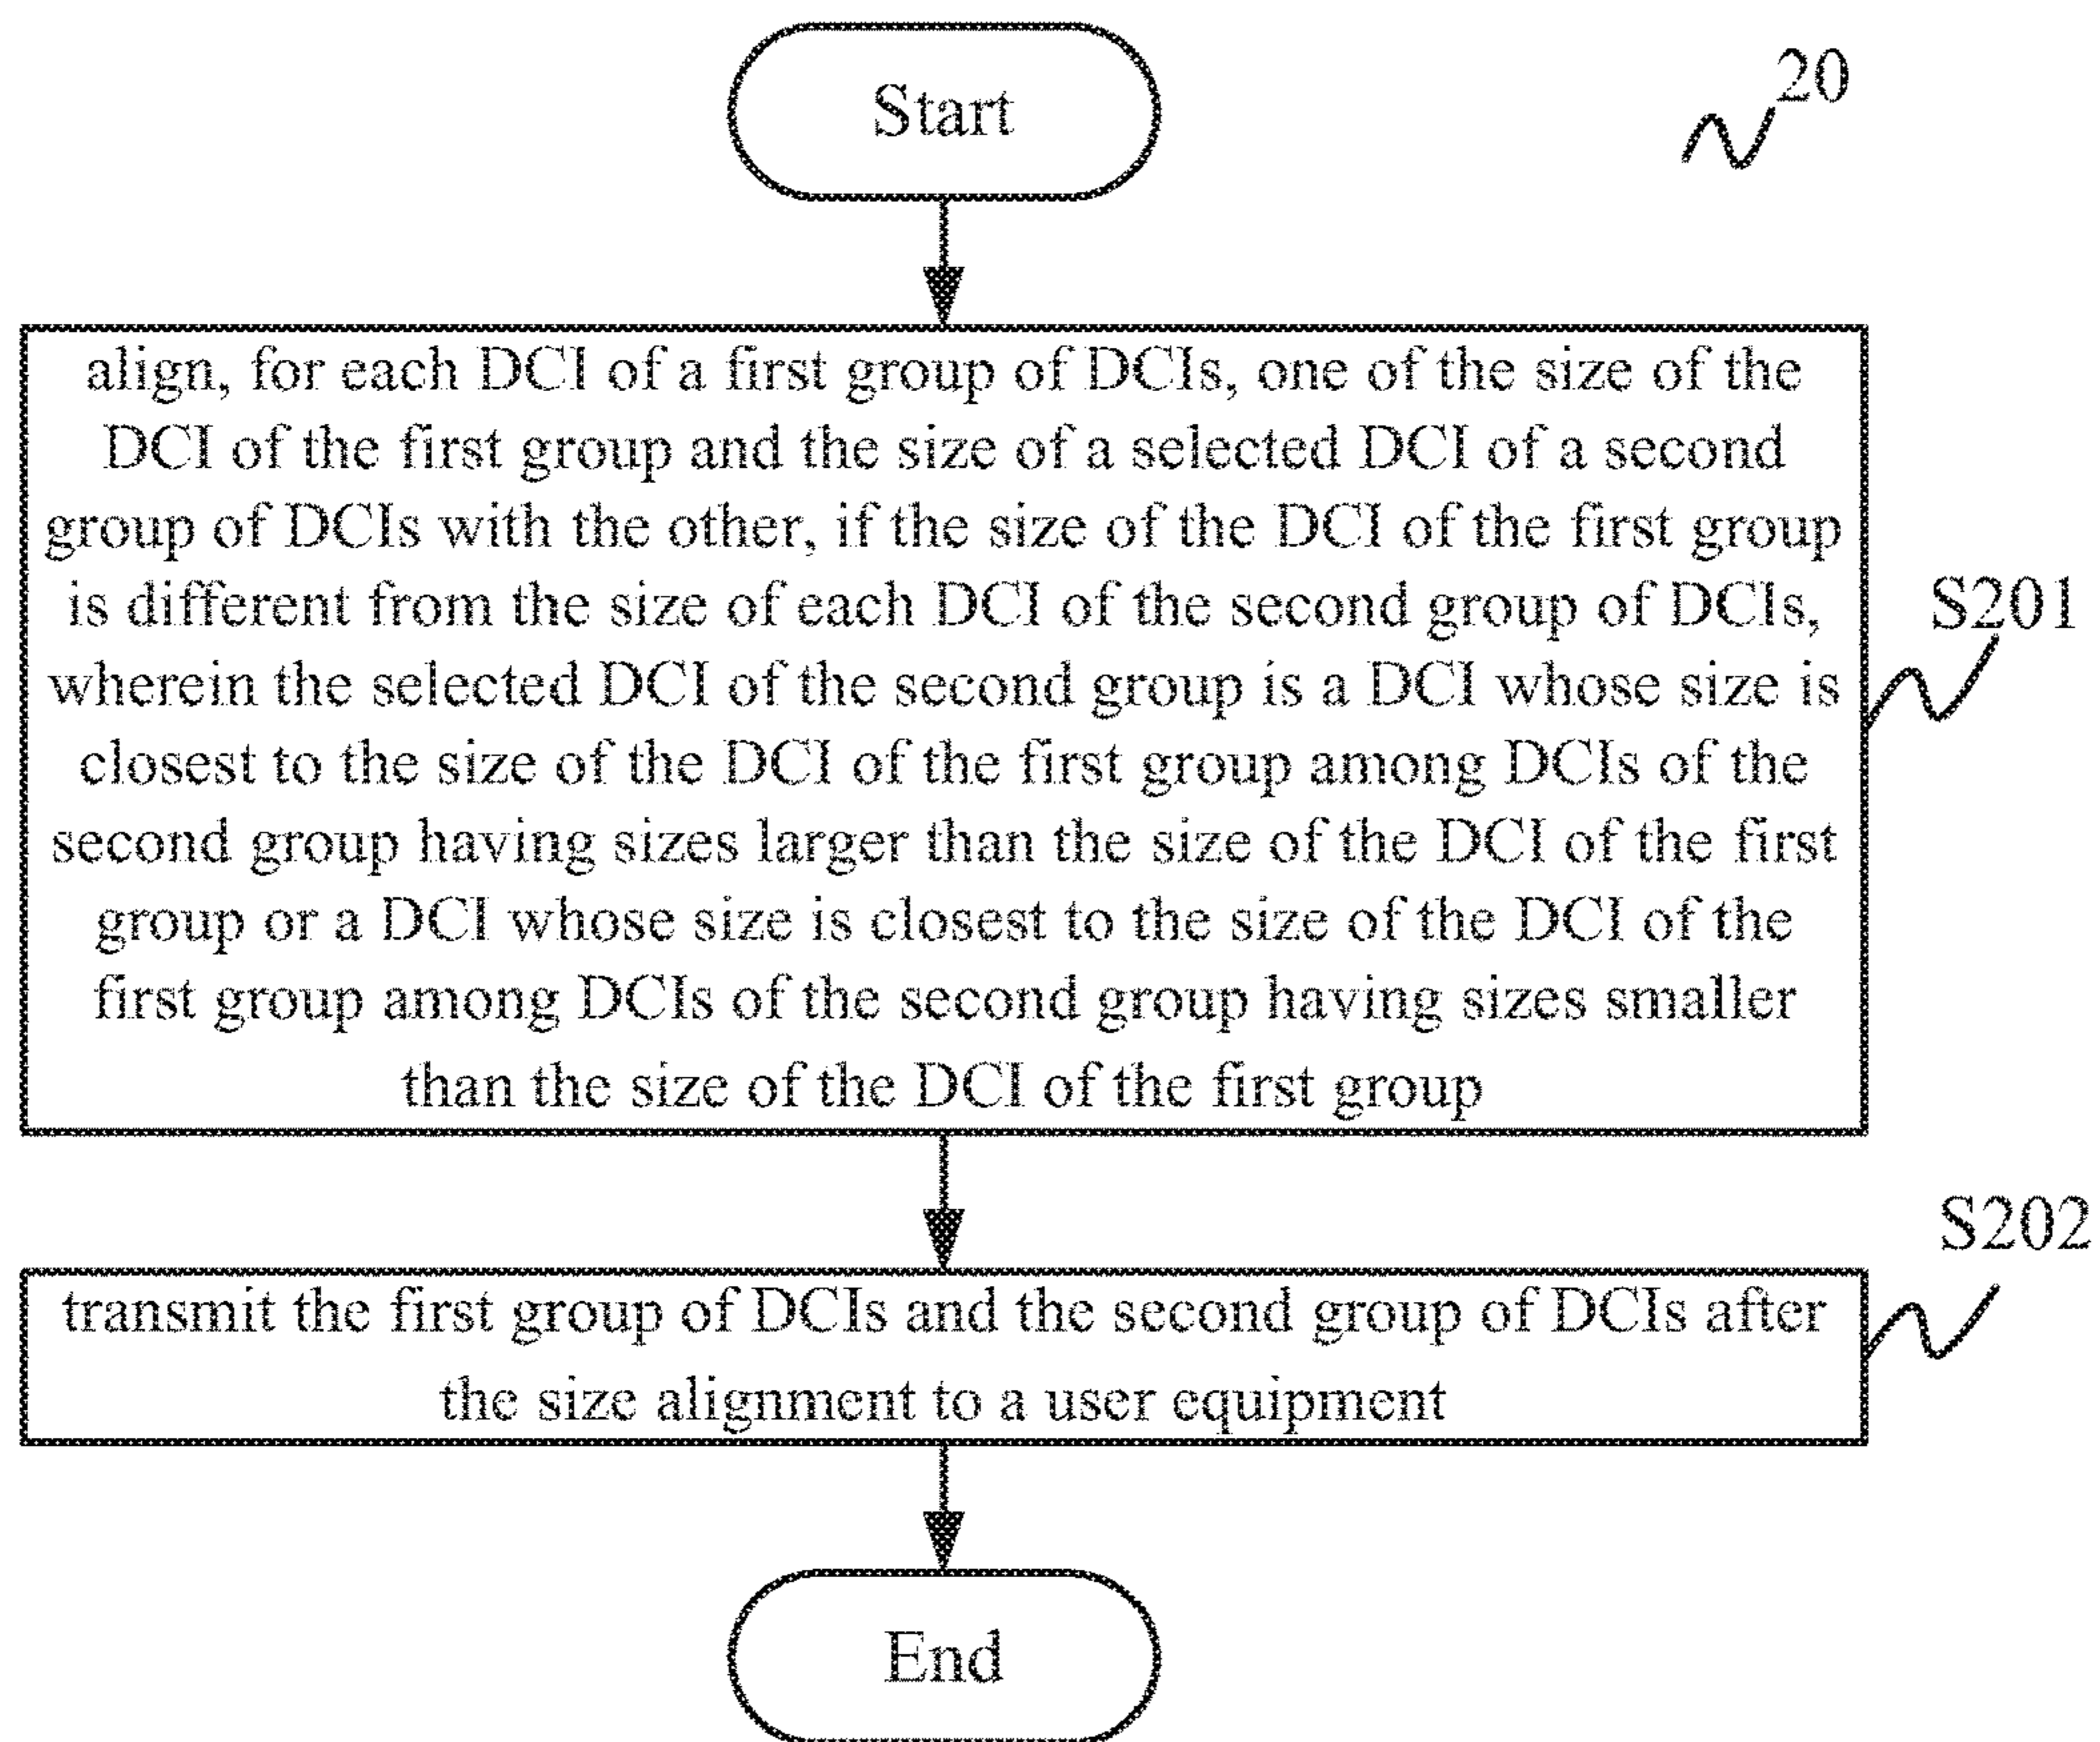 Start
20
align, for each DCI of a first group of DCIs, one of the size of the
DCI of the first group and the size of a selected DCI of a second
group of DCIs with the other, if the size of the DCI of the first group
is different from the size of each DCI of the second group of DCIs,
wherein the selected DCI of the second group is a DCI whose size is
closest to the size of the DCI of the first group among DCIs of the
second group having sizes larger than the size of the DCI of the first
group or a DCI whose size is closest to the size of the DCI of the
first group among DCIs of the second group having sizes smaller
than the size of the DCI of the first group
S201
S202
transmit the first group of DCIs and the second group of DCIs after
the size alignment to a user equipment
End